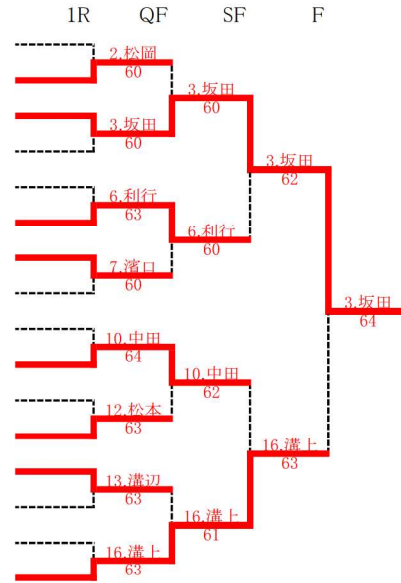 1R QF SF F
2.松岡
60
3.坂田
60
3.坂田
60
3.坂田
62
6.利行
63
6.利行
60
7.濱口
60
3.坂田
64
10.中田
64
10.中田
62
12.松本
63
16.溝上
63
13.溝辺
63
16.溝上
61
16.溝上
63